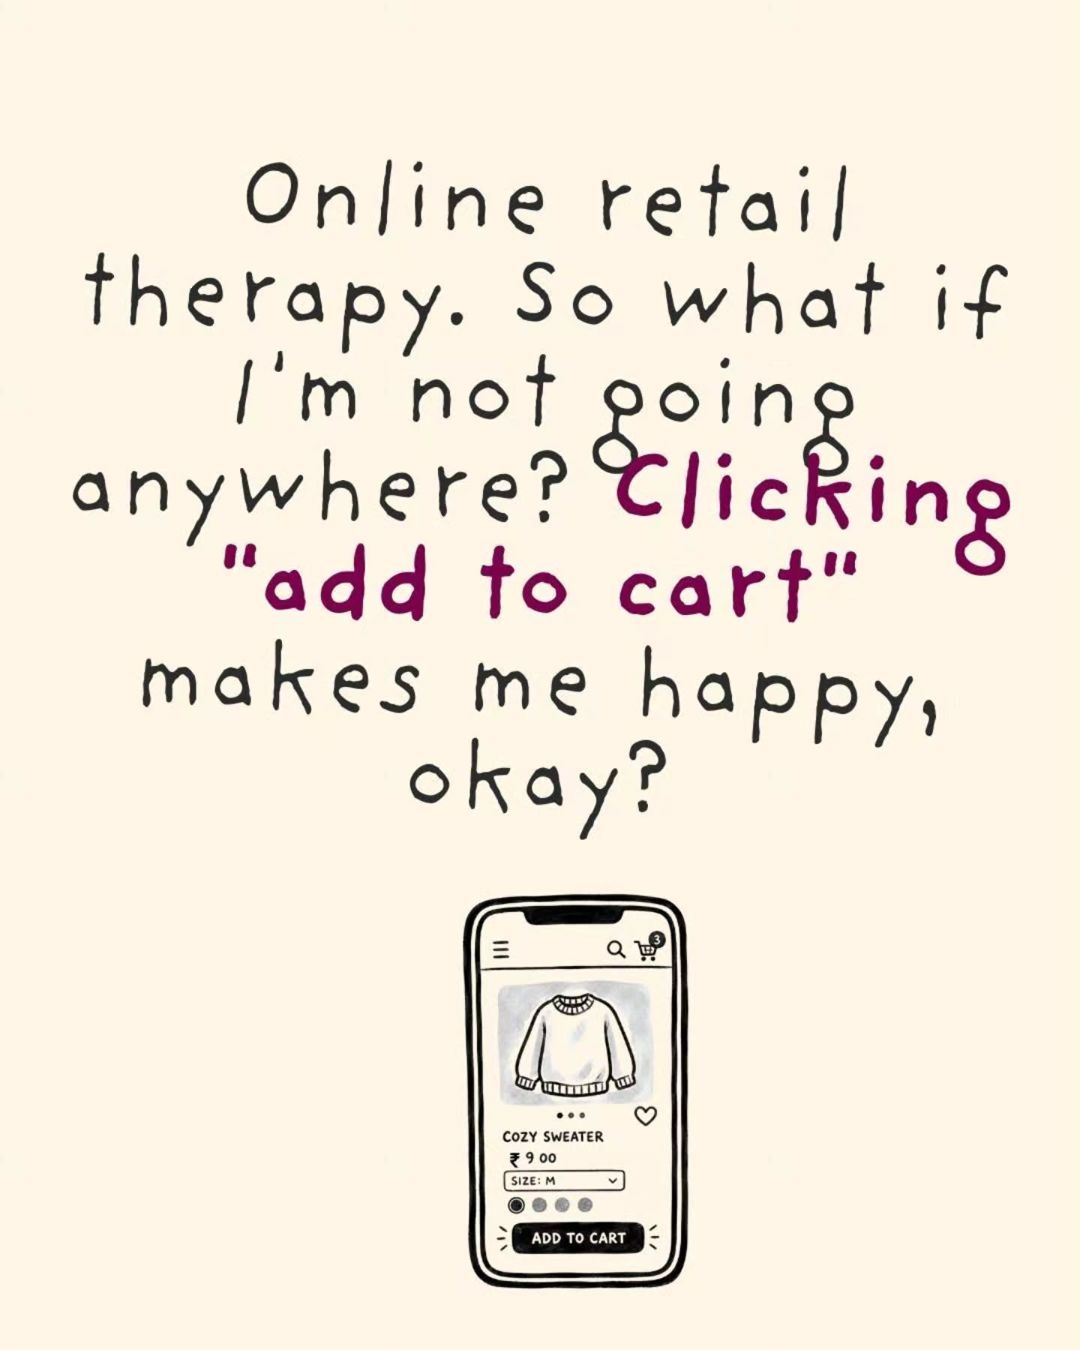 Online retail
therapy. So what if
I'm not going
anywhere? Clicking
"add to cart"
makes me happy,
okay?
3
COZY SWEATER
₹ 9 00
SIZE: M
ADD TO CART